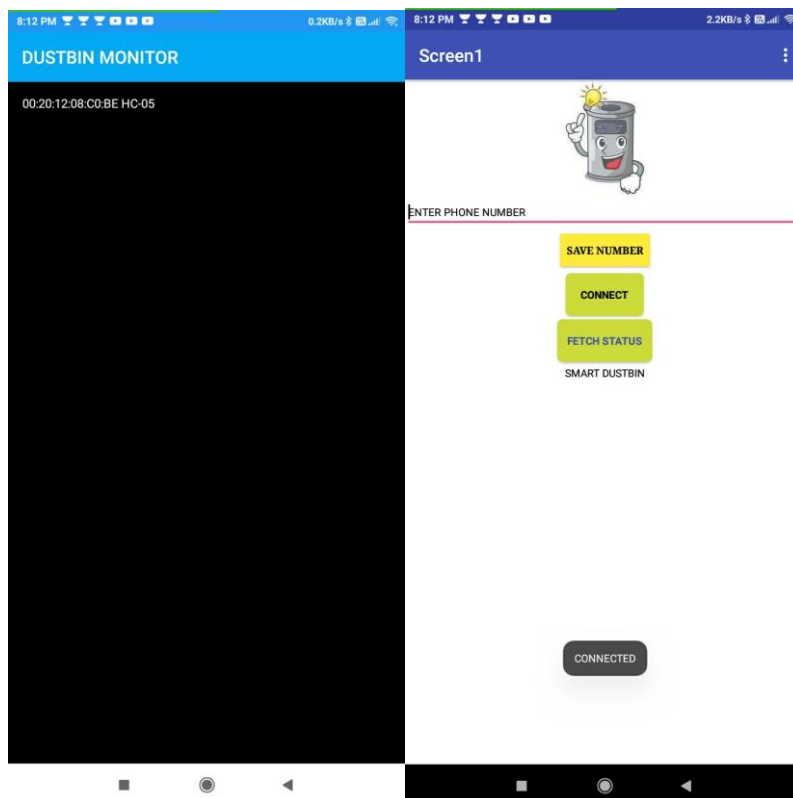 8:12 PM
0.2KB/s
DUSTBIN MONITOR
00:20:12:08:C0:BE HC-05
8:12 PM
2.2KB/s
Screen1
ENTER PHONE NUMBER
SAVE NUMBER
CONNECT
FETCH STATUS
SMART DUSTBIN
CONNECTED